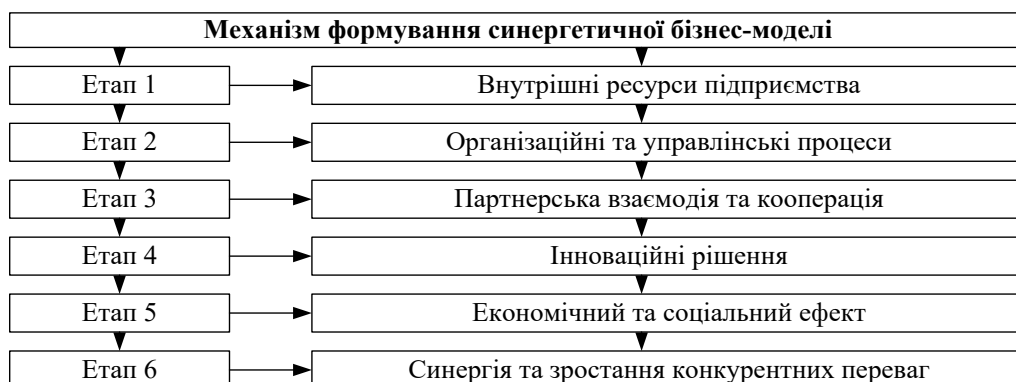 Механізм формування синергетичної бізнес-моделі
Етап 1
Внутрішні ресурси підприємства
Етап 2
Організаційні та управлінські процеси
Етап 3
Партнерська взаємодія та кооперація
Етап 4
Інноваційні рішення
Етап 5
Економічний та соціальний ефект
Етап 6
Синергія та зростання конкурентних переваг